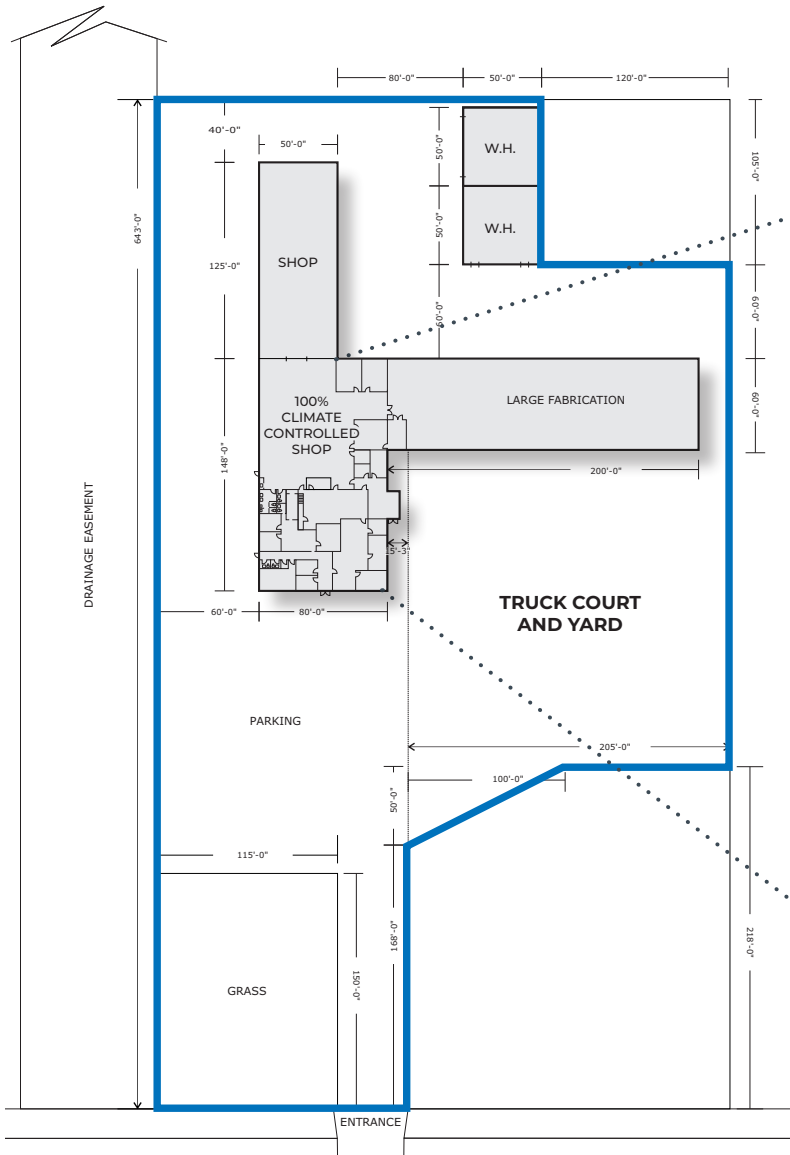 80'-0"
50'-0"
120'-0"
40'-0"
50'-0"
50'-0"
W.H.
105'-0"
643'-0"
125'-0"
SHOP
50'-0"
W.H.
60'-0"
60'-0"
100%
CLIMATE
CONTROLLED
SHOP
LARGE FABRICATION
60'-0"
148'-0"
200'-0"
DRAINAGE EASEMENT
5'-3"
60'-0"
80'-0"
TRUCK COURT
AND YARD
PARKING
205'-0"
100'-0"
50'-0"
115'-0"
168'-0"
218'-0"
150'-0"
GRASS
ENTRANCE